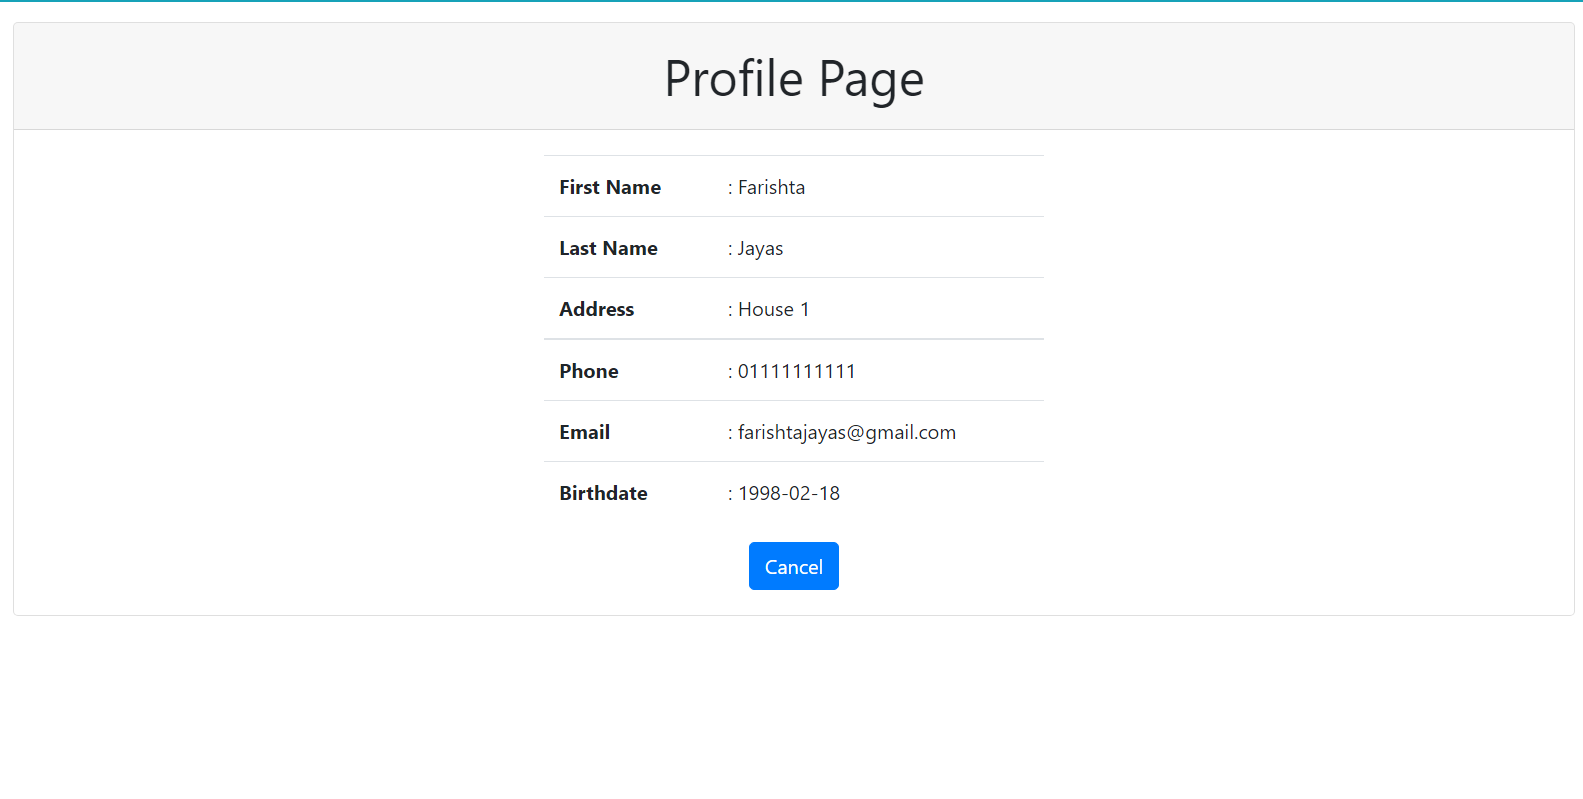 Profile Page
First Name : Farishta
Last Name : Jayas
Address : House 1
Phone : 01111111111
Email : farishtajayas@gmail.com
Birthdate : 1998-02-18
Cancel